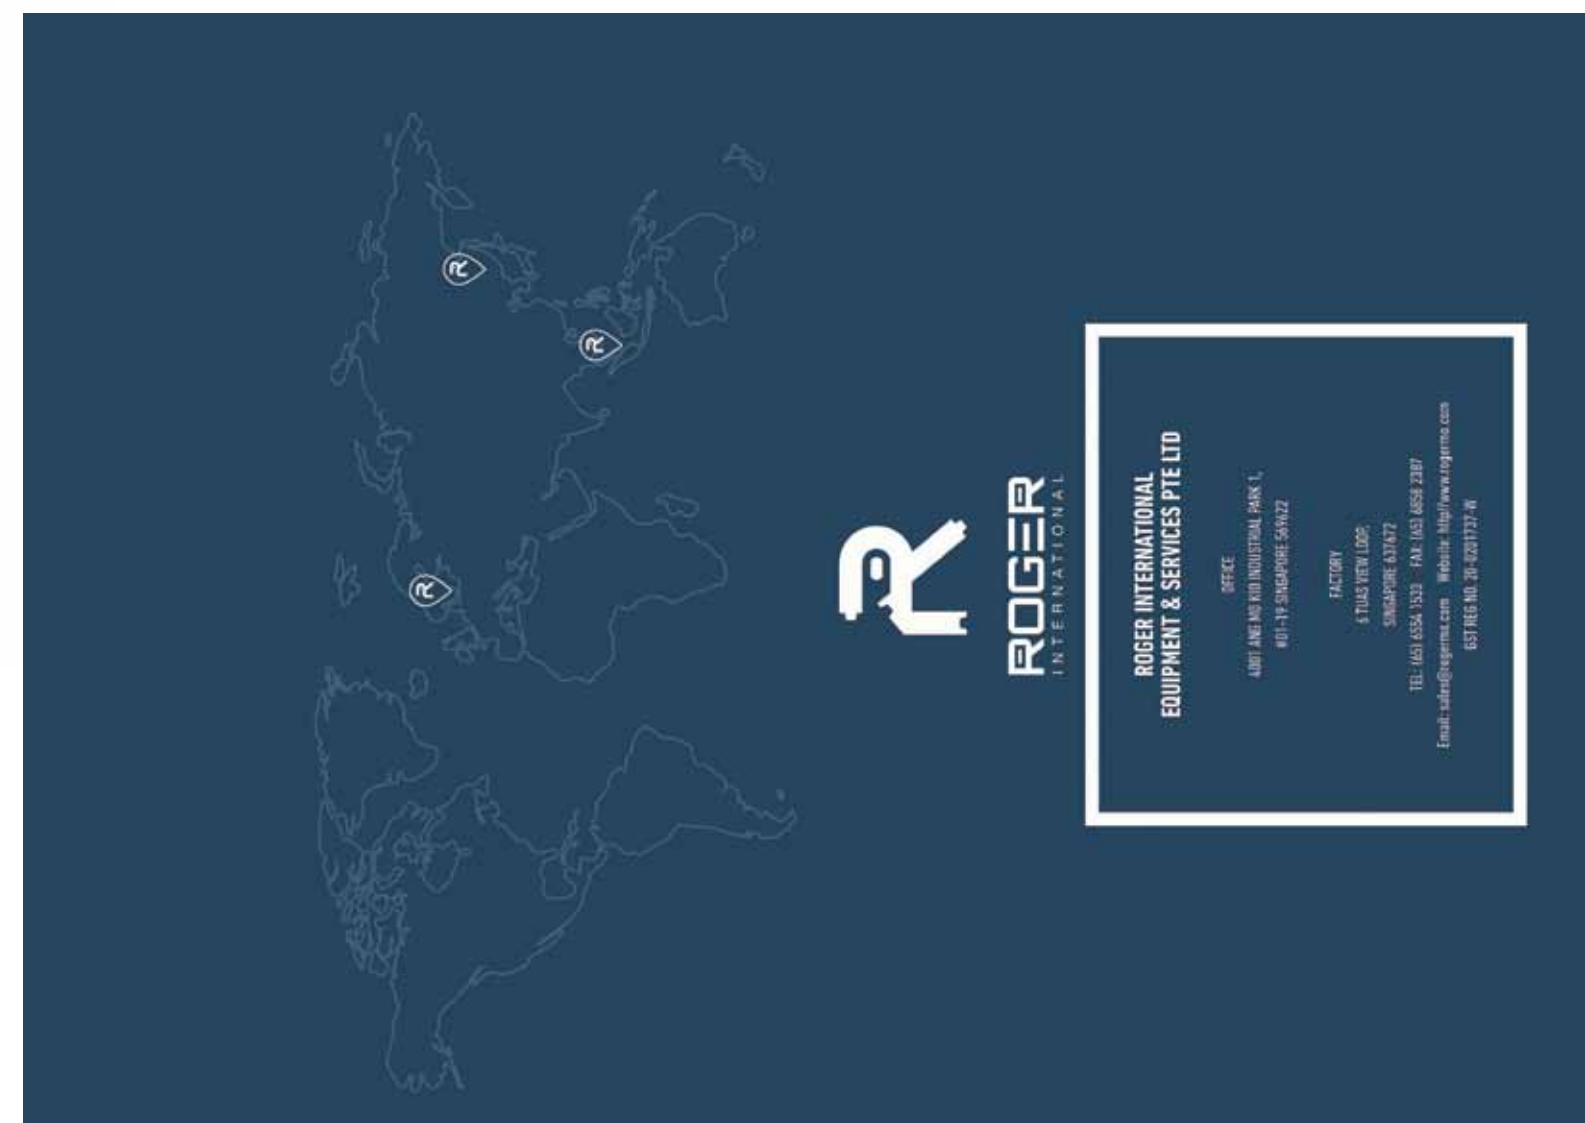 R
R
R
ROGER
INTERNATIONAL
ROGER INTERNATIONAL
EQUIPMENT & SERVICES PTE LTD
OFFICE
4001 ANG MO KIO INDUSTRIAL PARK 1,
#01-19 SINGAPORE 569622
FACTORY
6 TUAS VIEW LOOP,
SINGAPORE 637672
TEL: (65) 6554 1533 FAX: (65) 6858 2387
Email: sales@rogerma.com Website: http//www.rogerma.com
GST REG NO. 20-0201737-W